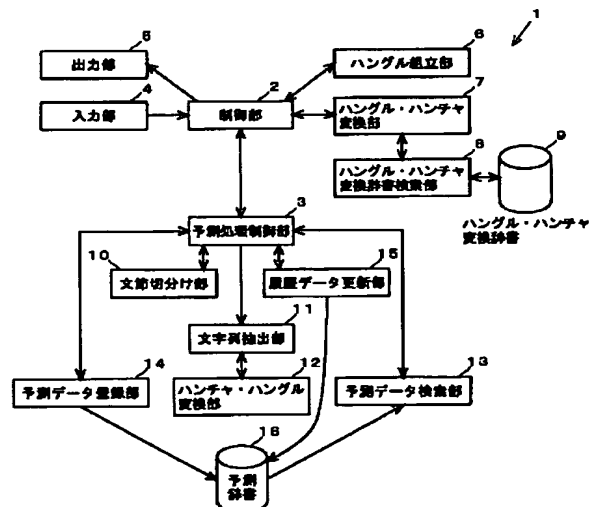 1
5
出力部
4
入力部
2
制御部
6
ハングル組立部
7
ハングル・ハンチャ
変換部
8
ハングル・ハンチャ
変換辞書検索部
9
ハングル・ハンチャ
変換辞書
3
予測処理制御部
10
文節切分け部
15
履歴データ更新部
11
文字列抽出部
12
ハンチャ・ハングル
変換部
14
予測データ登録部
13
予測データ検索部
16
予測
辞書